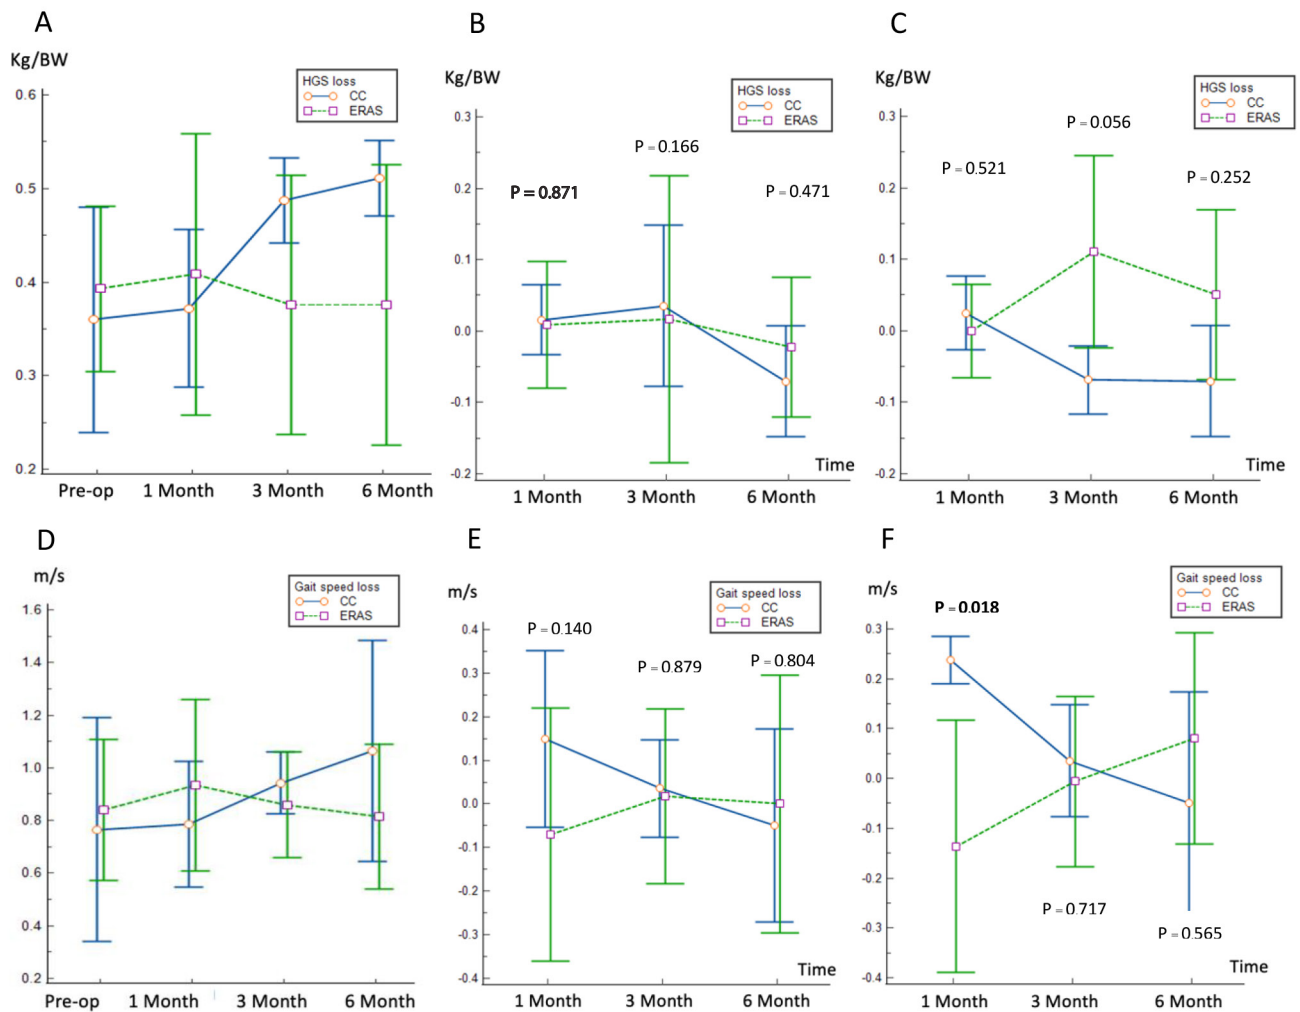 A
Kg/BW
HGS loss
CC
ERAS
0.6
0.5
0.4
0.3
0.2
Pre-op 1 Month 3 Month 6 Month
B
Kg/BW
HGS loss
CC
ERAS
0.3
0.2
0.1
0.0
-0.1
-0.2
P = 0.871
P = 0.166
P = 0.471
Time
1 Month 3 Month 6 Month
C
Kg/BW
HGS loss
CC
ERAS
0.3
0.2
0.1
0.0
-0.1
-0.2
P = 0.521
P = 0.056
P = 0.252
Time
1 Month 3 Month 6 Month
D
m/s
Gait speed loss
CC
ERAS
1.6
1.4
1.2
1.0
0.8
0.6
0.4
0.2
Pre-op 1 Month 3 Month 6 Month
E
m/s
Gait speed loss
CC
ERAS
0.4
0.3
0.2
0.1
0.0
-0.1
-0.2
-0.3
-0.4
P = 0.140
P = 0.879
P = 0.804
Time
1 Month 3 Month 6 Month
F
m/s
Gait speed loss
CC
ERAS
0.3
0.2
0.1
0.0
-0.1
-0.2
-0.3
-0.4
P = 0.018
P = 0.717
P = 0.565
Time
1 Month 3 Month 6 Month